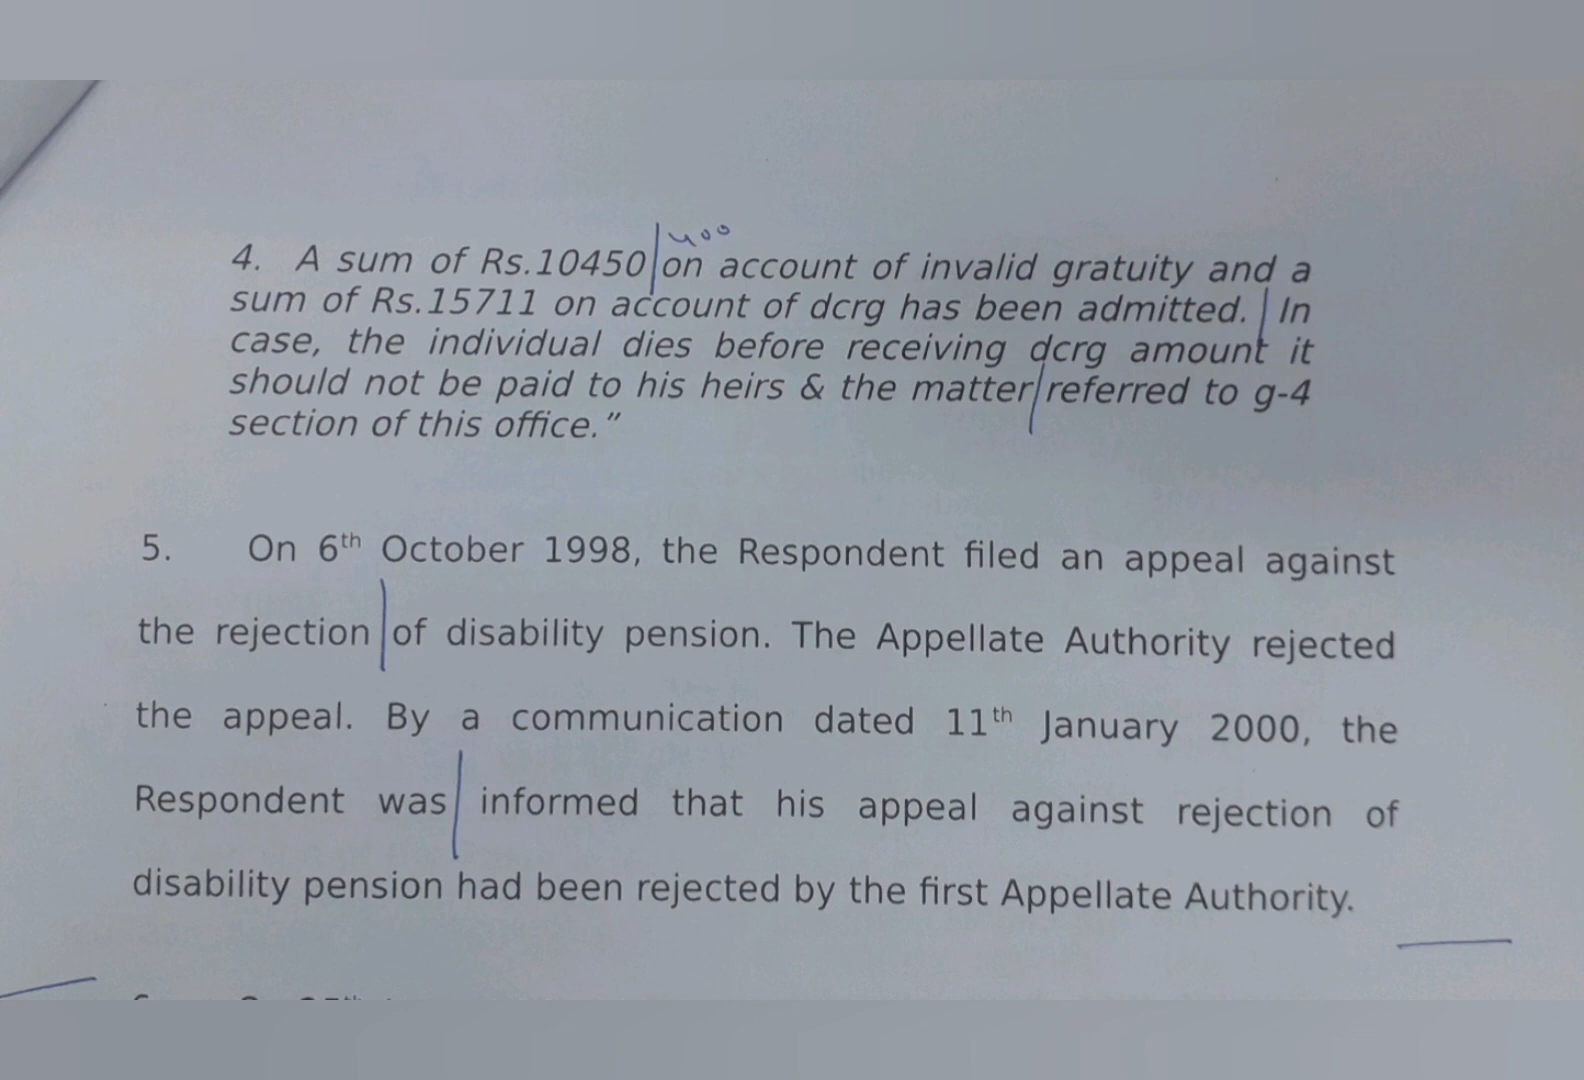 400
4. A sum of Rs.10450 on account of invalid gratuity and a
sum of Rs.15711 on account of dcrg has been admitted. In
case, the individual dies before receiving dcrg amount it
should not be paid to his heirs & the matter referred to g-4
section of this office.”
5. On 6th October 1998, the Respondent filed an appeal against
the rejection of disability pension. The Appellate Authority rejected
the appeal. By a communication dated 11th January 2000, the
Respondent was informed that his appeal against rejection of
disability pension had been rejected by the first Appellate Authority.